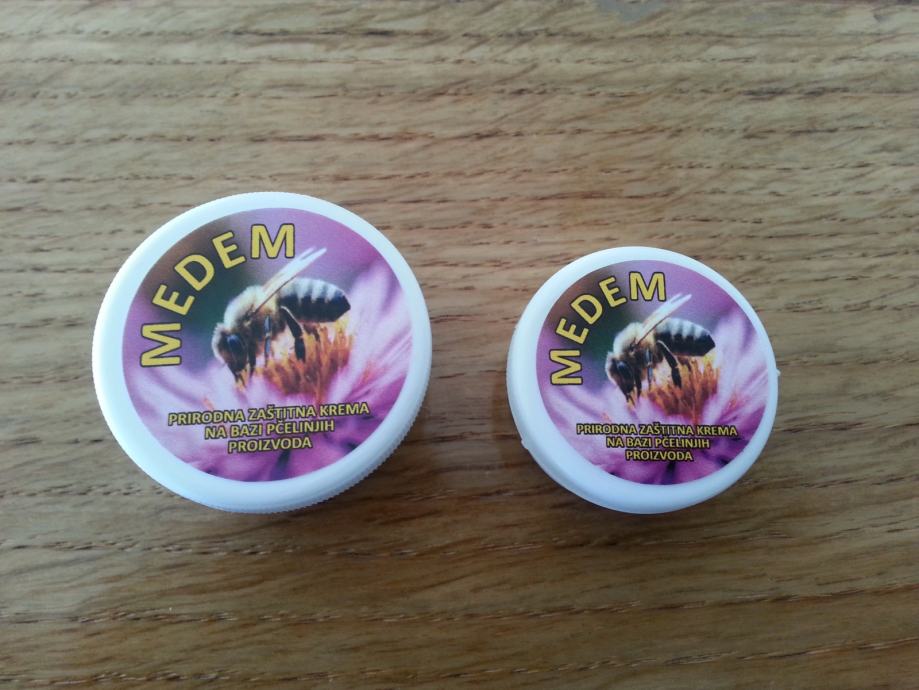 MEDEM
PRIRODNA ZAŠTITNA KREMA
NA BAZI PČELINJIH
PROIZVODA
MEDEM
PRIRODNA ZAŠTITNA KREMA
NA BAZI PČELINJIH
PROIZVODA